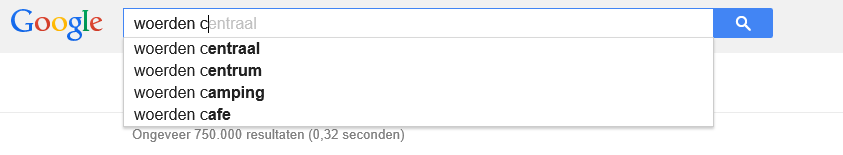 Google woerden centraal
woerden centraal
woerden centrum
woerden camping
woerden cafe
Ongeveer 750.000 resultaten (0,32 seconden)